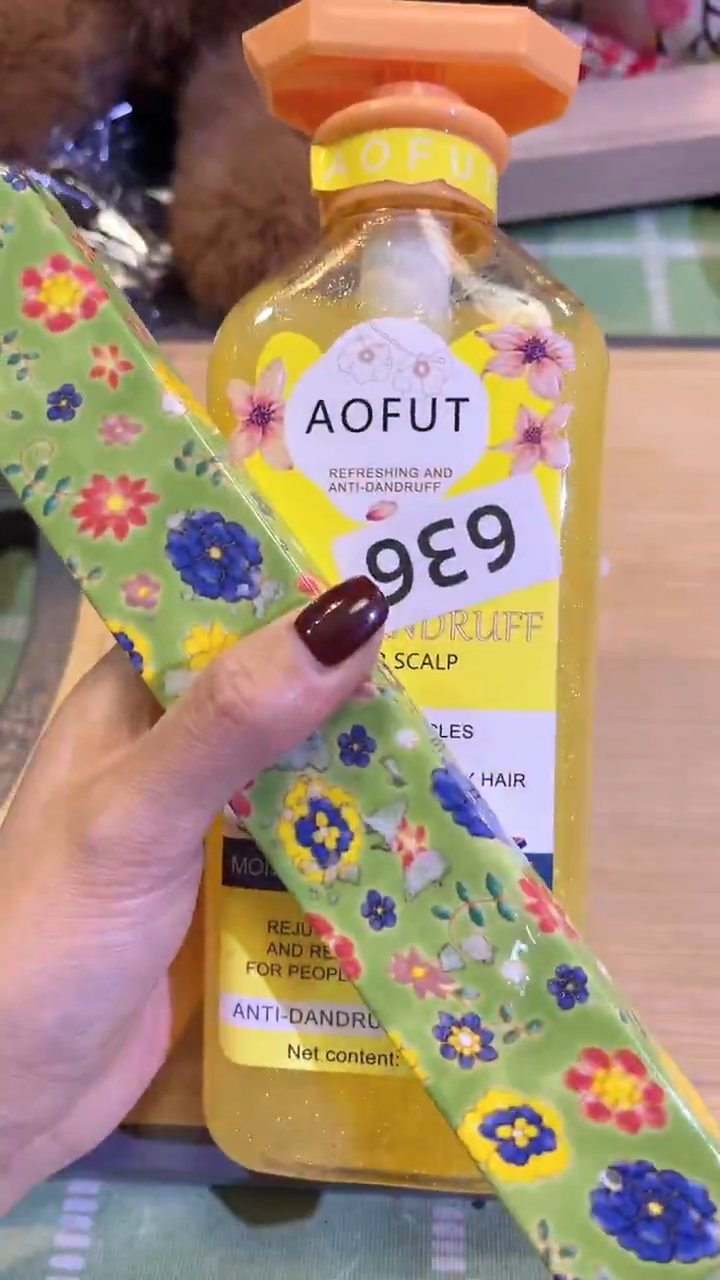 AOFUT
AOFUT
REFRESHING AND
ANTI-DANDRUFF
636
NDRUFF
SCALP
CLES
HAIR
MOI
REJU
AND RE
FOR PEOPL
ANTI-DANDRU
Net content: